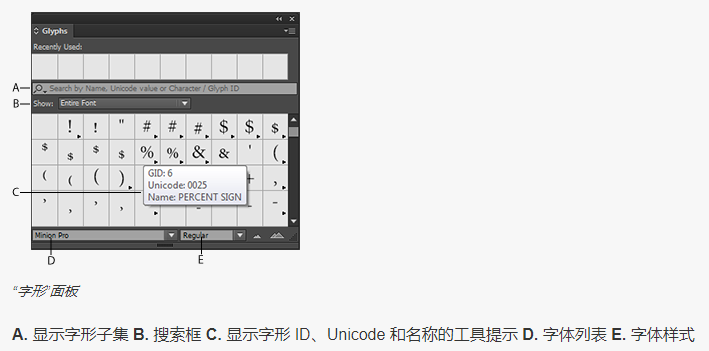 Glyphs
Recently Used:
A
Search by Name, Unicode value or Character / Glyph ID
B
Show: Entire Font
! ! " # # # $ $ $
$ $ $ $ % % & & ' (
( ( ( )
GID: 6
+ ,
C
Unicode: 0025
Name: PERCENT SIGN
, , , , - - -
Minion Pro Regular
D E
“字形”面板
A. 显示字形子集 B. 搜索框 C. 显示字形 ID、Unicode 和名称的工具提示 D. 字体列表 E. 字体样式